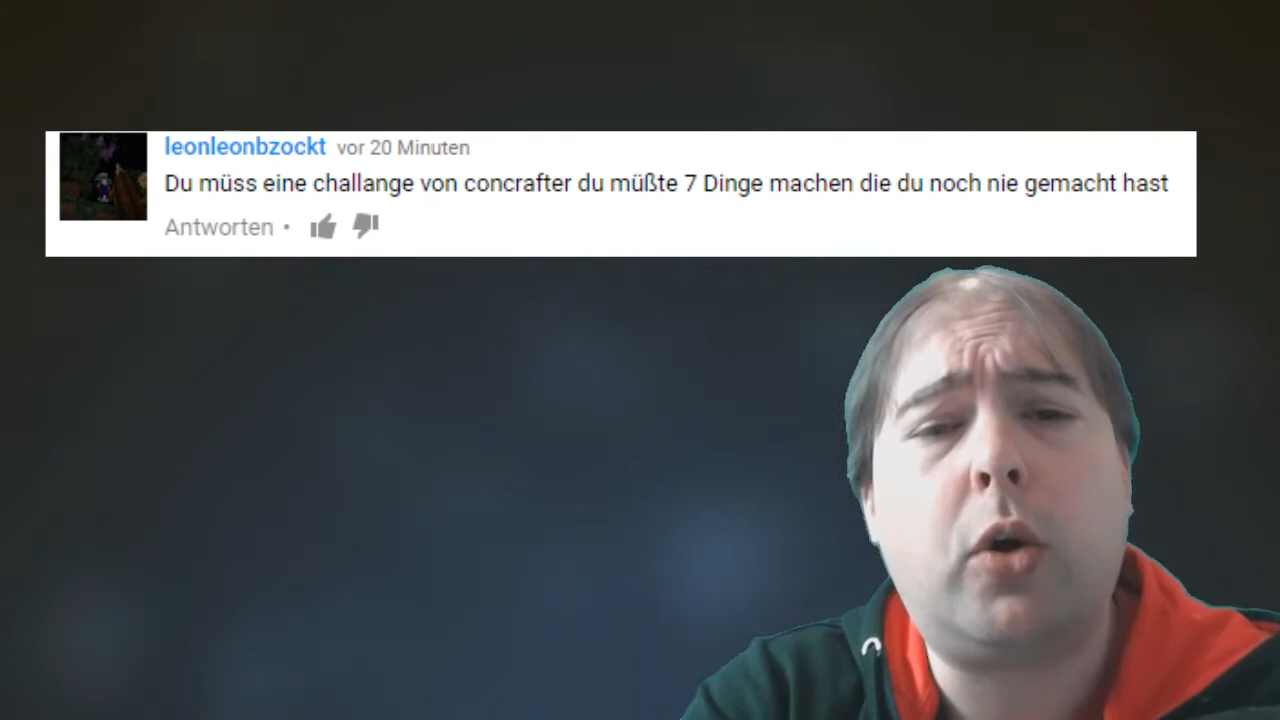 leonleonbzockt vor 20 Minuten
Du müss eine challange von concrafter du müßte 7 Dinge machen die du noch nie gemacht hast
Antworten •